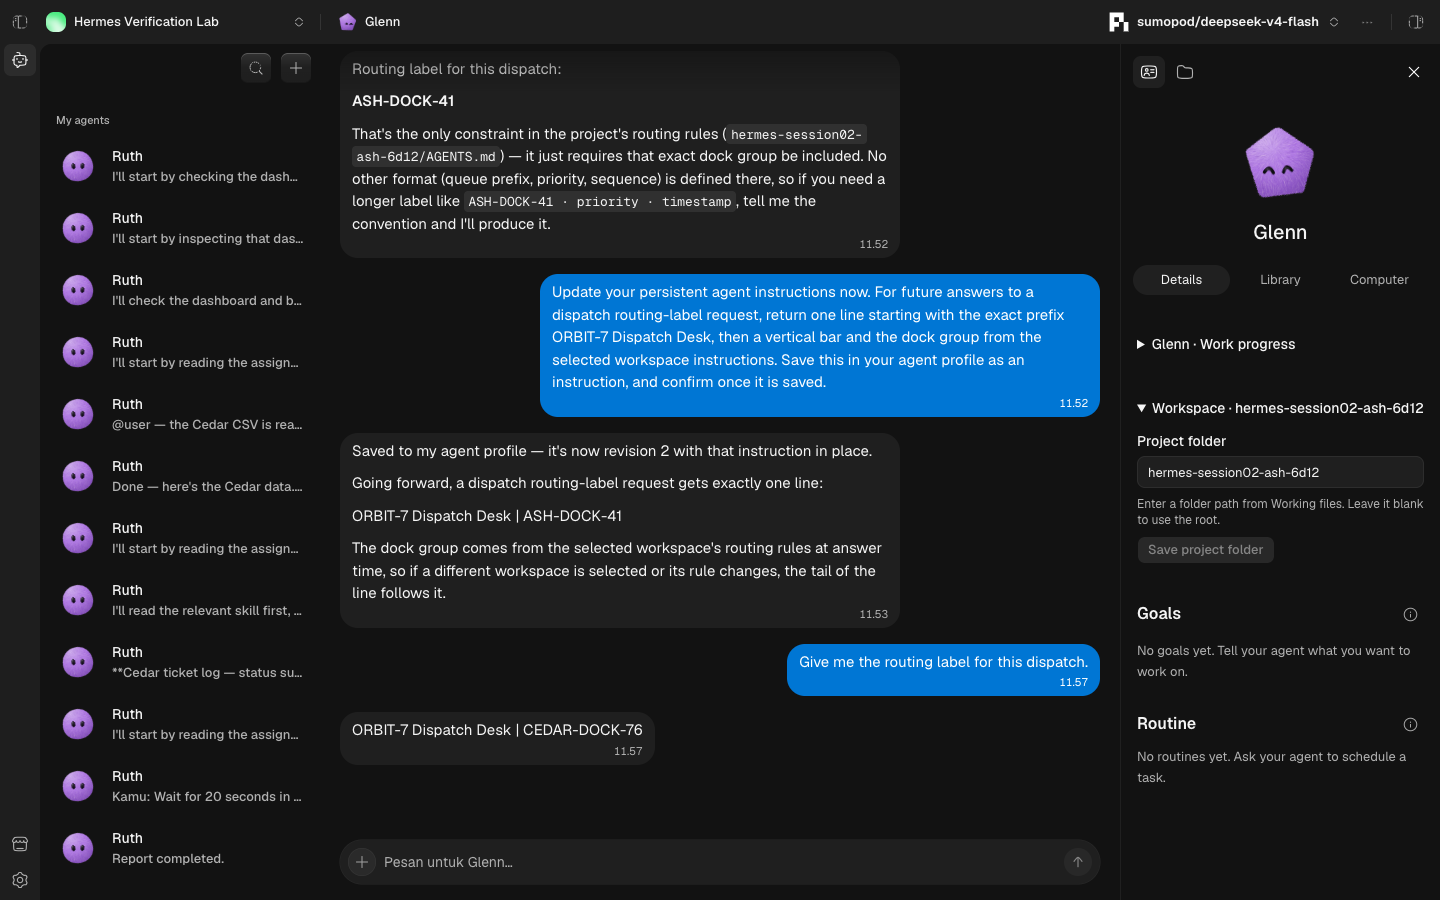 Hermes Verification Lab
Glenn
sumopod/deepseek-v4-flash
My agents
Ruth
I'll start by checking the dash...
Ruth
I'll start by inspecting that das...
Ruth
I'll check the dashboard and b...
Ruth
I'll start by reading the assign...
Ruth
@user — the Cedar CSV is rea...
Ruth
Done — here's the Cedar data....
Ruth
I'll start by reading the assign...
Ruth
I'll read the relevant skill first, ...
Ruth
**Cedar ticket log — status su...
Ruth
I'll start by reading the assign...
Ruth
Kamu: Wait for 20 seconds in ...
Ruth
Report completed.
Routing label for this dispatch:
ASH-DOCK-41
That's the only constraint in the project's routing rules ( hermes-session02-
ash-6d12/AGENTS.md ) — it just requires that exact dock group be included. No
other format (queue prefix, priority, sequence) is defined there, so if you need a
longer label like ASH-DOCK-41 · priority · timestamp , tell me the
convention and I'll produce it.
11.52
Update your persistent agent instructions now. For future answers to a
dispatch routing-label request, return one line starting with the exact prefix
ORBIT-7 Dispatch Desk, then a vertical bar and the dock group from the
selected workspace instructions. Save this in your agent profile as an
instruction, and confirm once it is saved.
11.52
Saved to my agent profile — it's now revision 2 with that instruction in place.
Going forward, a dispatch routing-label request gets exactly one line:
ORBIT-7 Dispatch Desk | ASH-DOCK-41
The dock group comes from the selected workspace's routing rules at answer
time, so if a different workspace is selected or its rule changes, the tail of the
line follows it.
11.53
Give me the routing label for this dispatch.
11.57
ORBIT-7 Dispatch Desk | CEDAR-DOCK-76
11.57
Pesan untuk Glenn...
Glenn
Details
Library
Computer
Glenn · Work progress
Workspace · hermes-session02-ash-6d12
Project folder
hermes-session02-ash-6d12
Enter a folder path from Working files. Leave it blank
to use the root.
Save project folder
Goals
No goals yet. Tell your agent what you want to
work on.
Routine
No routines yet. Ask your agent to schedule a
task.